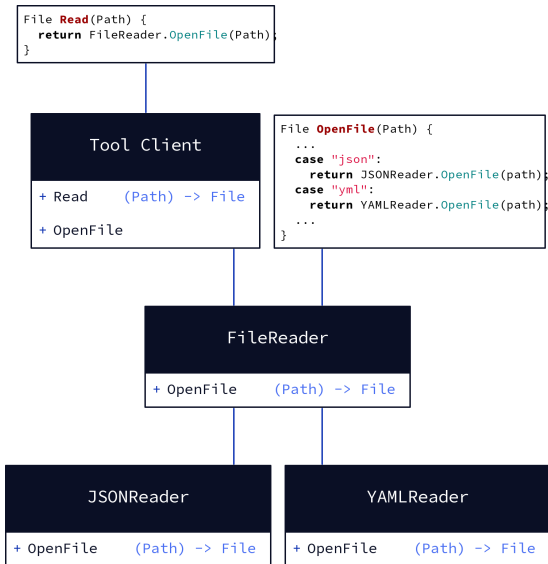 File Read(Path) {
  return FileReader.OpenFile(Path);
}
Tool Client
+ Read (Path) -> File
+ OpenFile
File OpenFile(Path) {
  ...
  case "json":
    return JSONReader.OpenFile(path);
  case "yml":
    return YAMLReader.OpenFile(path);
  ...
}
FileReader
+ OpenFile (Path) -> File
JSONReader
+ OpenFile (Path) -> File
YAMLReader
+ OpenFile (Path) -> File